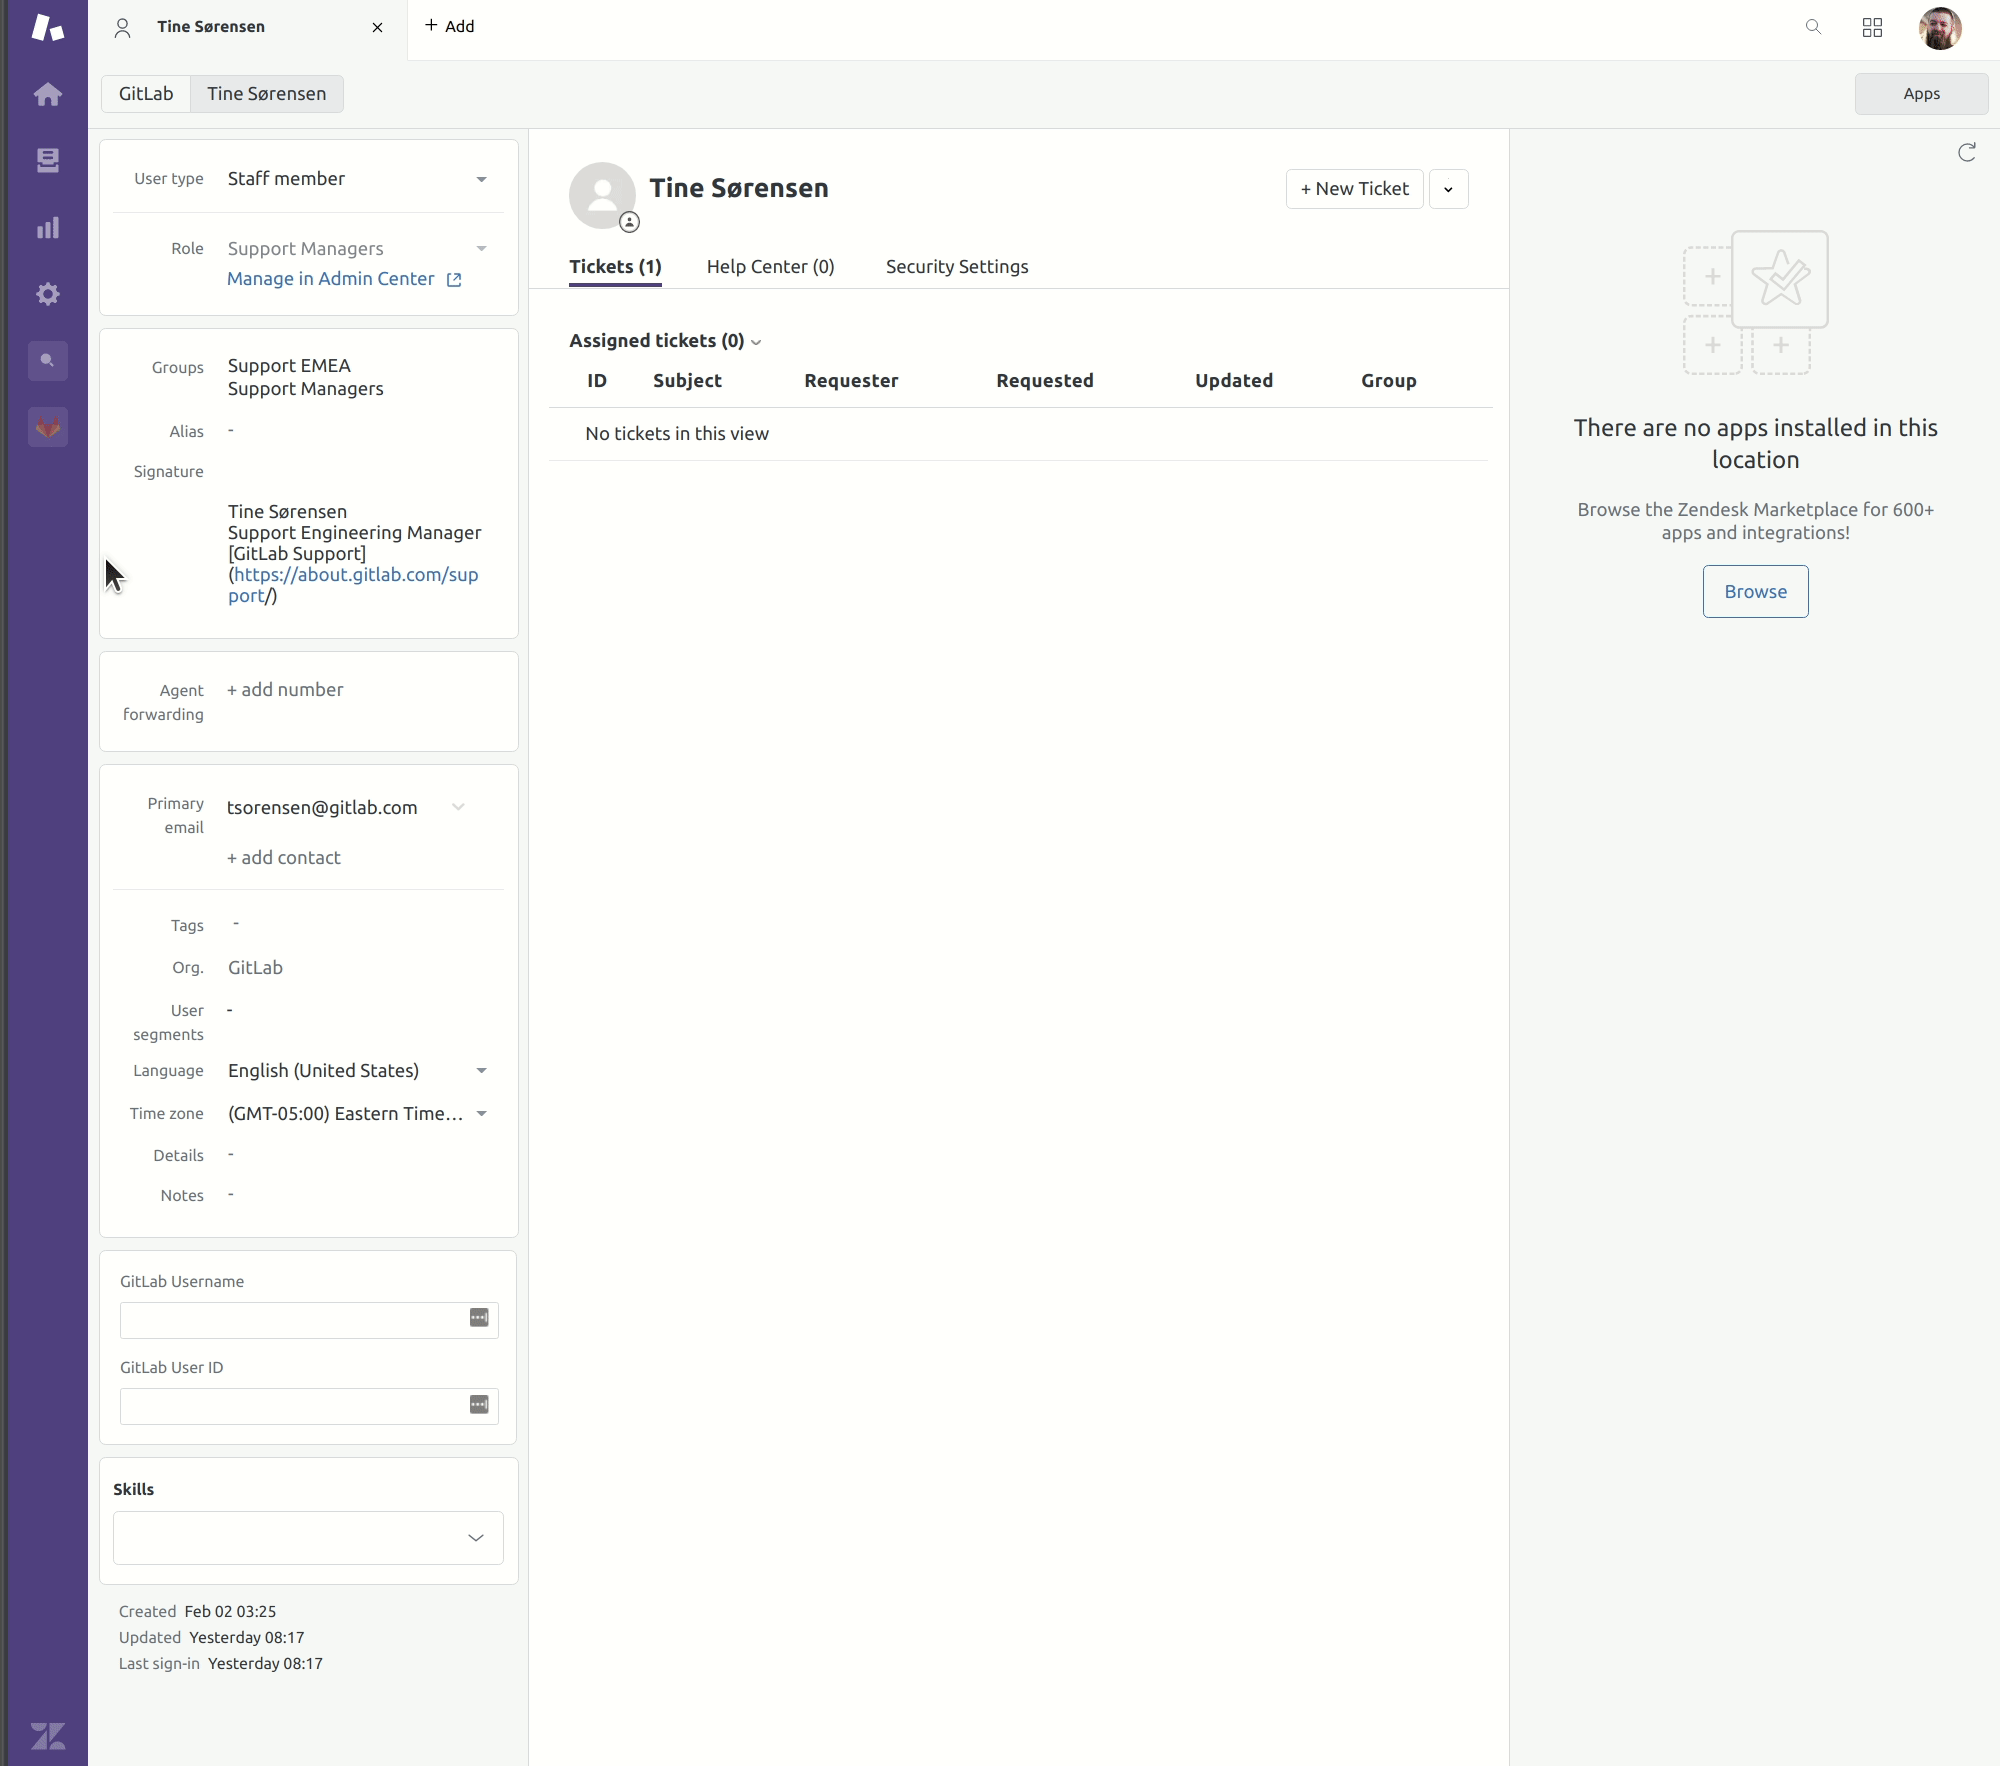 Tine Sørensen
+ Add
GitLab
Tine Sørensen
Apps
User type Staff member
Role Support Managers
Manage in Admin Center
Groups Support EMEA
Support Managers
Alias -
Signature
Tine Sørensen
Support Engineering Manager
[GitLab Support]
(https://about.gitlab.com/sup
port/)
Agent + add number
forwarding
Primary tsorensen@gitlab.com
email
+ add contact
Tags -
Org. GitLab
User -
segments
Language English (United States)
Time zone (GMT-05:00) Eastern Time...
Details -
Notes -
GitLab Username
GitLab User ID
Skills
Created Feb 02 03:25
Updated Yesterday 08:17
Last sign-in Yesterday 08:17
Tine Sørensen
+ New Ticket
Tickets (1) Help Center (0) Security Settings
Assigned tickets (0)
ID Subject Requester Requested Updated Group
No tickets in this view
There are no apps installed in this
location
Browse the Zendesk Marketplace for 600+
apps and integrations!
Browse